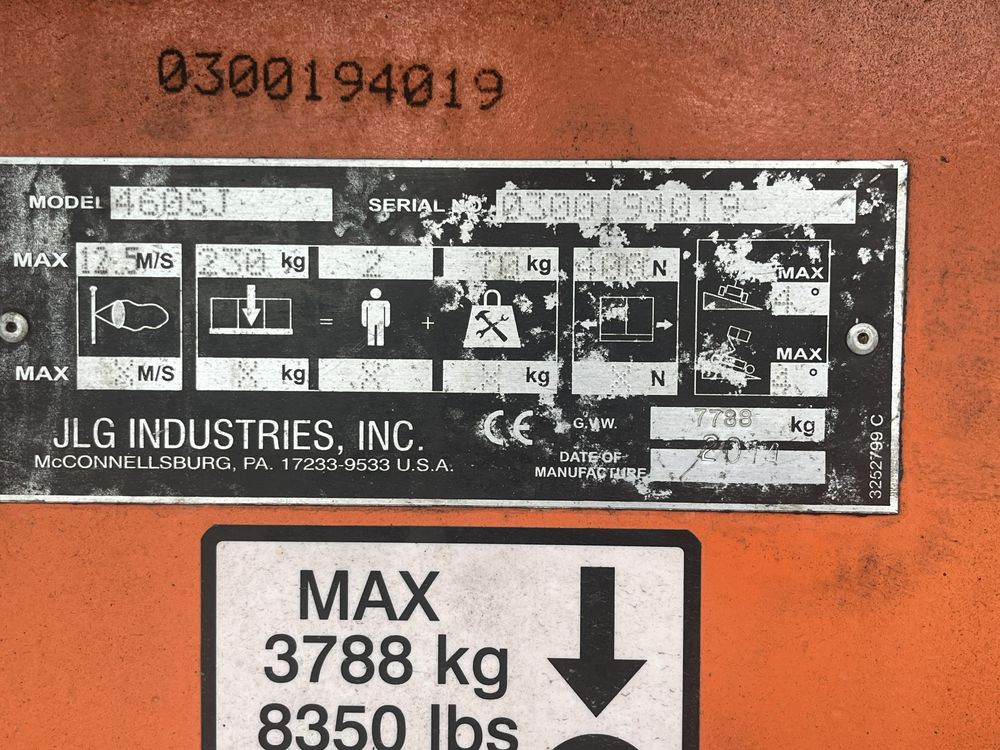 0300194019
MODEL 460SJ SERIAL NO. 0300194019
MAX 12.5 M/S 230 kg 2 70 kg 400 N MAX 4°
= +
MAX X M/S X kg X X kg X N MAX 4°
JLG INDUSTRIES, INC. CE G.V.W. 7788 kg
McCONNELLSBURG, PA. 17233-9533 U.S.A. DATE OF MANUFACTURE 2014
3252799 C
MAX
3788 kg
8350 lbs